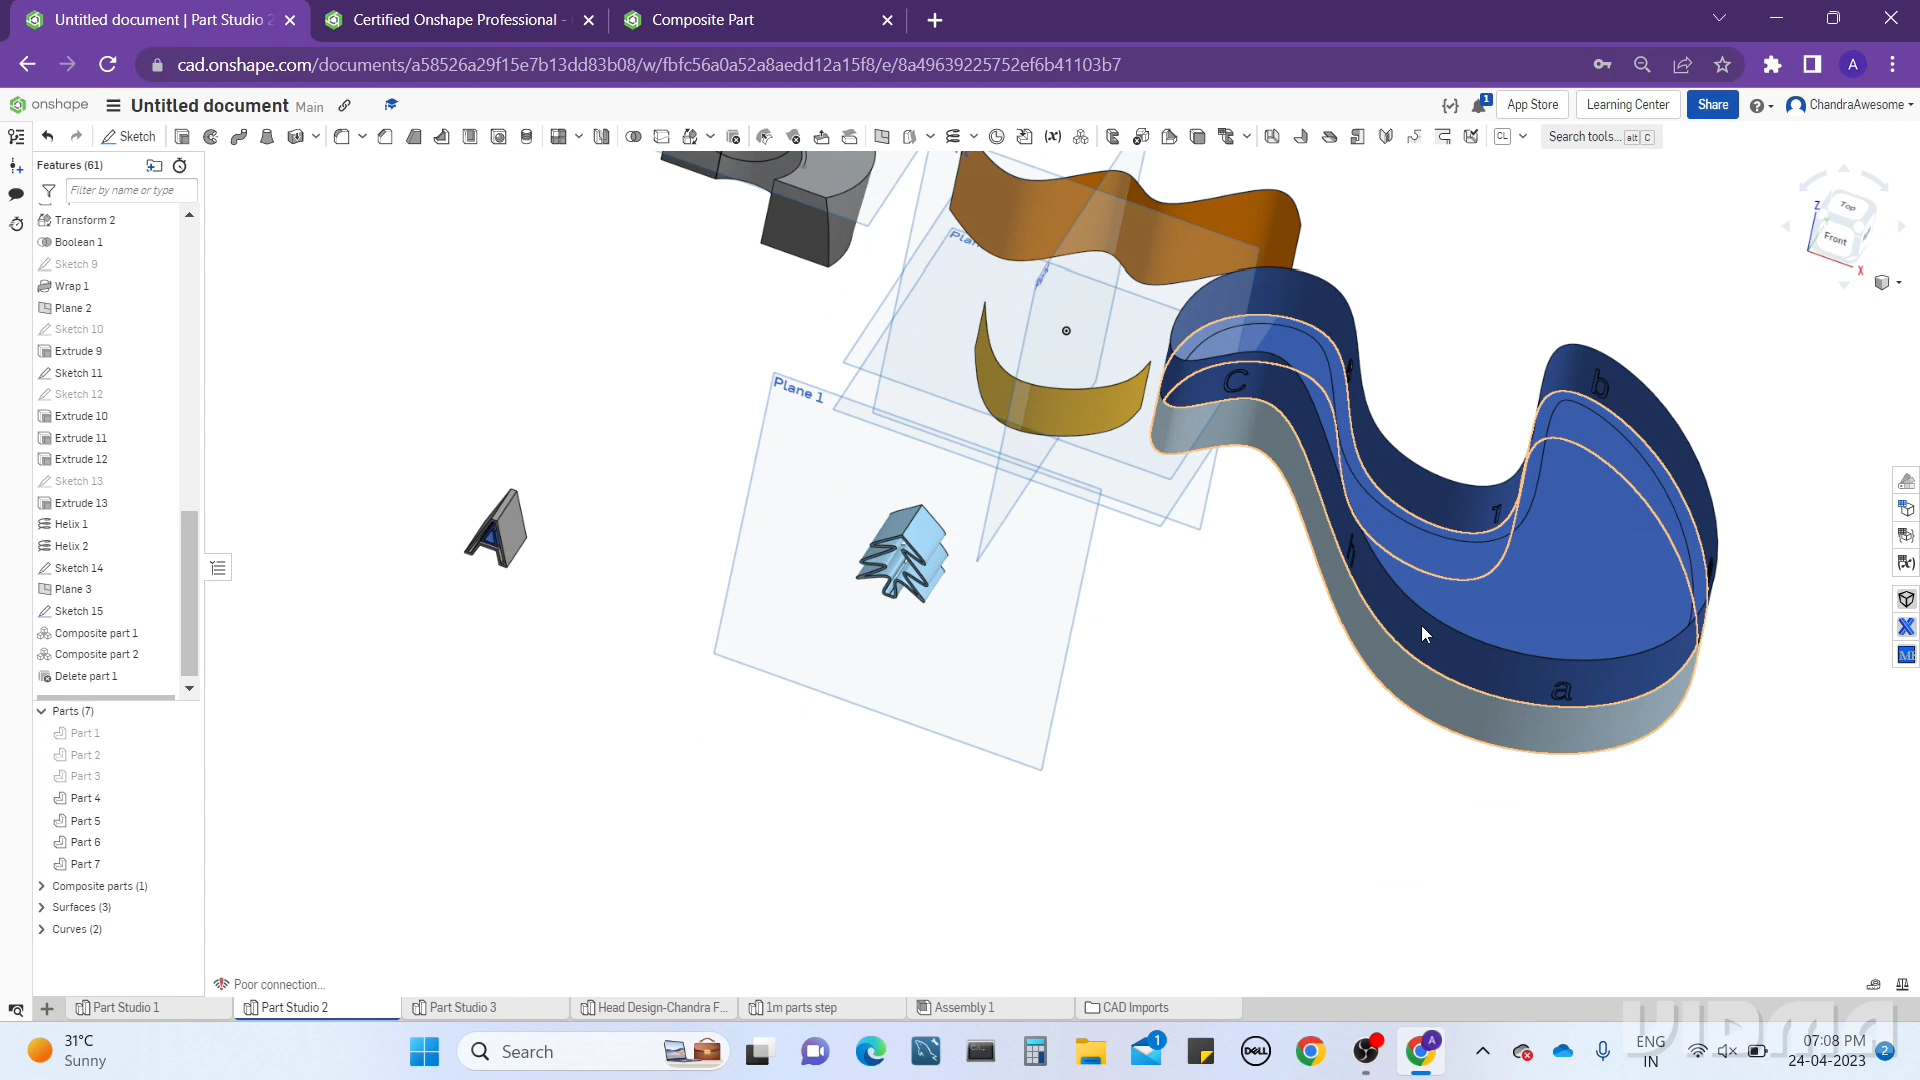 Untitled document | Part Studio 2
Certified Onshape Professional -
Composite Part
cad.onshape.com/documents/a58526a29f15e7b13dd83b08/w/fbfc56a0a52a8aedd12a15f8/e/8a49639225752ef6b41103b7
A
onshape
Untitled document Main
1
App Store
Learning Center
Share
ChandraAwesome
Sketch
CL
Search tools... alt C
Features (61)
Filter by name or type
Transform 2
Boolean 1
Sketch 9
Wrap 1
Plane 2
Sketch 10
Extrude 9
Sketch 11
Sketch 12
Extrude 10
Extrude 11
Extrude 12
Sketch 13
Extrude 13
Helix 1
Helix 2
Sketch 14
Plane 3
Sketch 15
Composite part 1
Composite part 2
Delete part 1
Parts (7)
Part 1
Part 2
Part 3
Part 4
Part 5
Part 6
Part 7
Composite parts (1)
Surfaces (3)
Curves (2)
Plane 1
A
C
b
1
h
a
Z
Top
Front
X
Poor connection...
Part Studio 1
Part Studio 2
Part Studio 3
Head Design-Chandra F...
1m parts step
Assembly 1
CAD Imports
31°C
Sunny
Search
1
DELL
A
ENG
IN
07:08 PM
24-04-2023
2